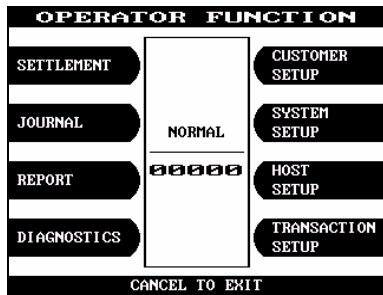 OPERATOR FUNCTION
SETTLEMENT
CUSTOMER
SETUP
JOURNAL
SYSTEM
SETUP
NORMAL
00000
REPORT
HOST
SETUP
DIAGNOSTICS
TRANSACTION
SETUP
CANCEL TO EXIT